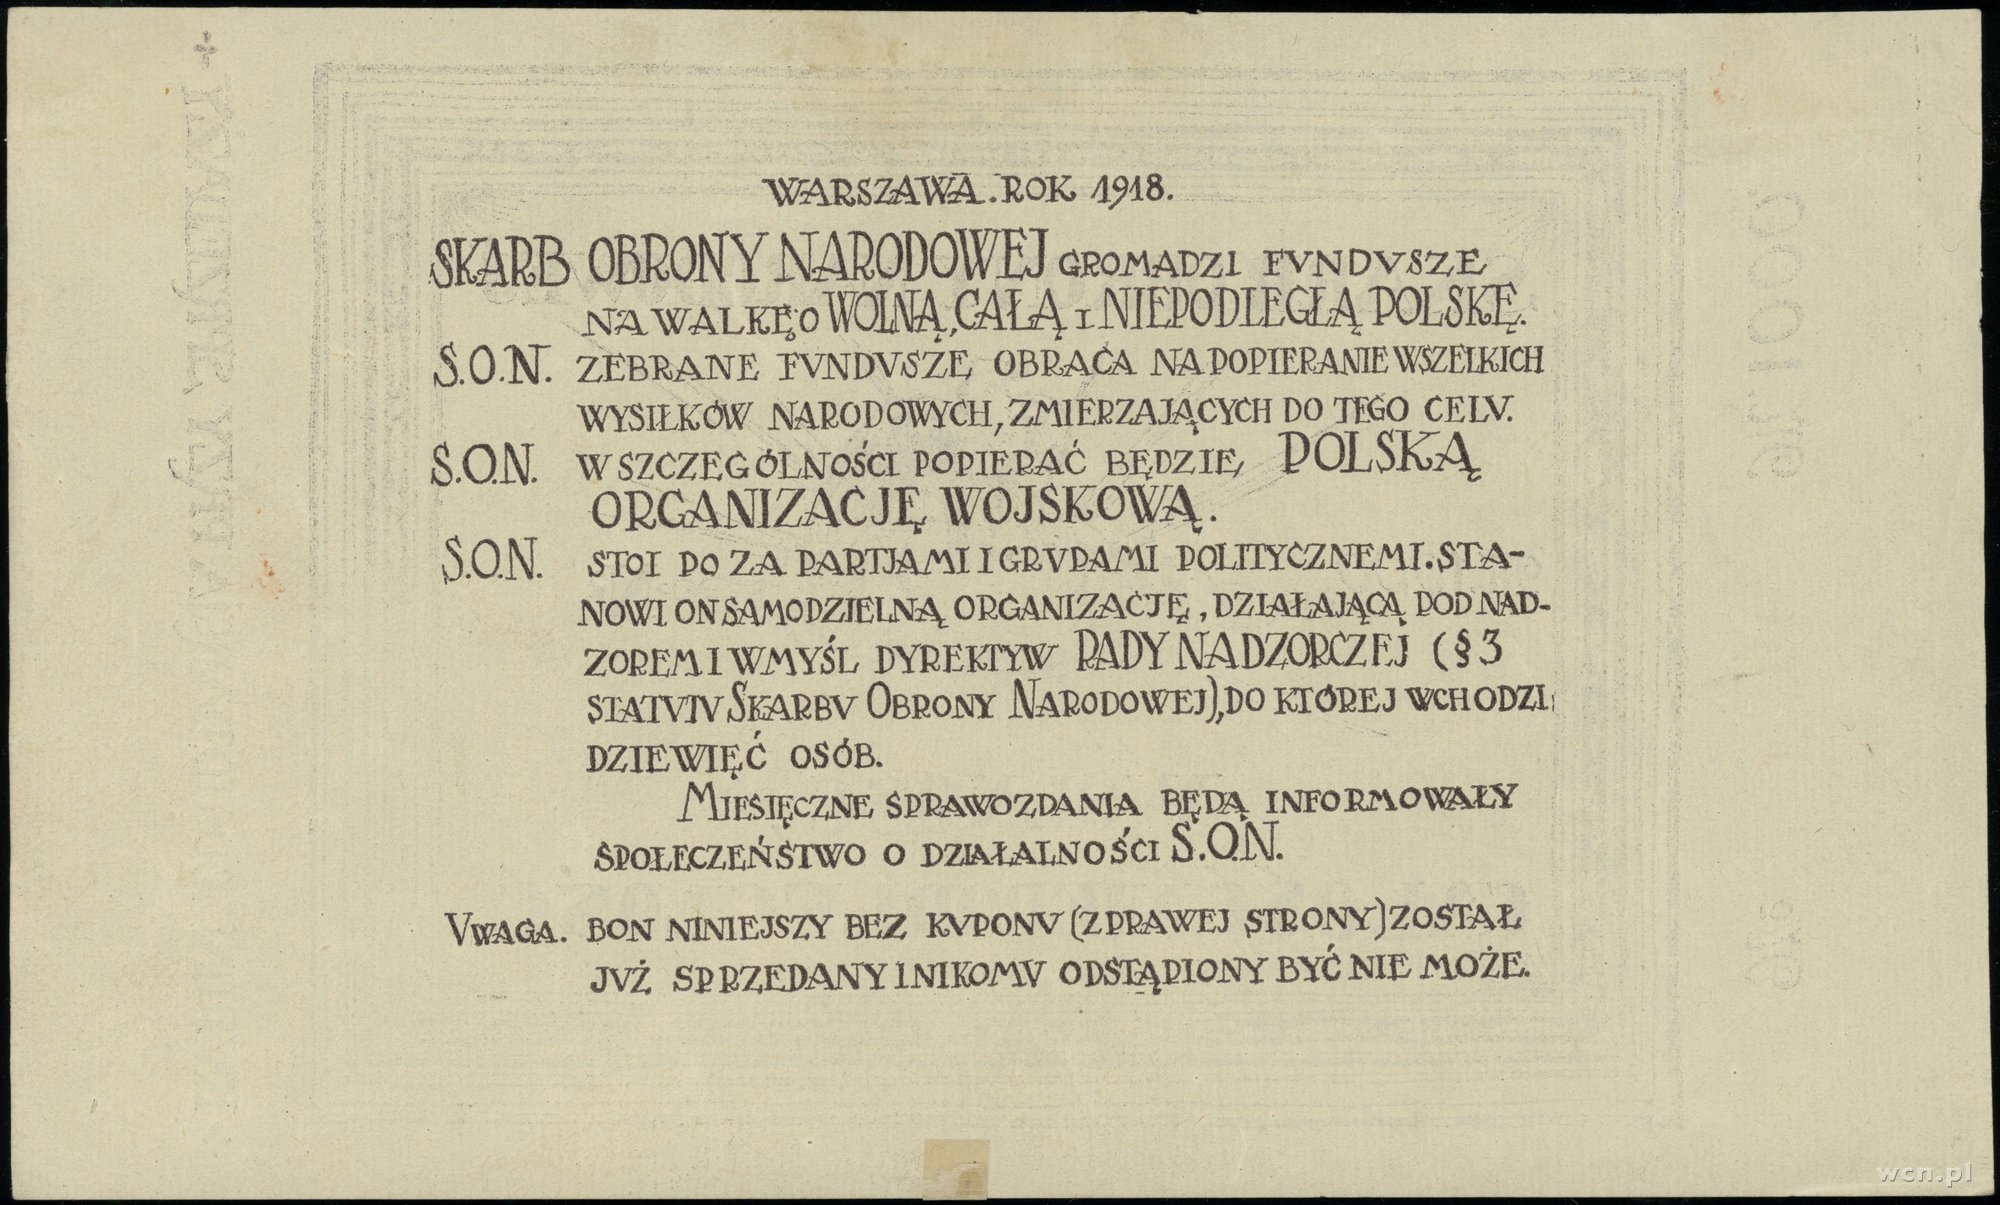 WARSZAWA. ROK 1918.
SKARB OBRONY NARODOWEJ GROMADZI FVNDVSZE
NA WALKĘ O WOLNĄ, CAŁĄ I NIEPODLEGŁĄ POLSKĘ.
S.O.N. ZEBRANE FVNDVSZE OBRACA NA POPIERANIE WSZELKICH
WYSIŁKÓW NARODOWYCH, ZMIERZAJĄCYCH DO TEGO CELV.
S.O.N. W SZCZEGÓLNOŚCI POPIERAĆ BĘDZIE POLSKĄ
ORGANIZACJĘ WOJSKOWĄ.
S.O.N. STOI PO ZA PARTJAMI I GRVPAMI POLITYCZNEMI. STA-
NOWI ON SAMODZIELNĄ ORGANIZACJĘ, DZIAŁAJĄCĄ POD NAD-
ZOREM I W MYŚL DYREKTYW RADY NADZORCZEJ (§ 3
STATVTV SKARBV OBRONY NARODOWEJ), DO KTÓREJ WCHODZI
DZIEWIĘĆ OSÓB.
MIESIĘCZNE SPRAWOZDANIA BĘDĄ INFORMOWAŁY
SPOŁECZEŃSTWO O DZIAŁALNOŚCI S.O.N.
VWAGA. BON NINIEJSZY BEZ KVPONV (Z PRAWEJ STRONY) ZOSTAŁ
JVŻ SPRZEDANY I NIKOMV ODSTĄPIONY BYĆ NIE MOŻE.
wcn.pl